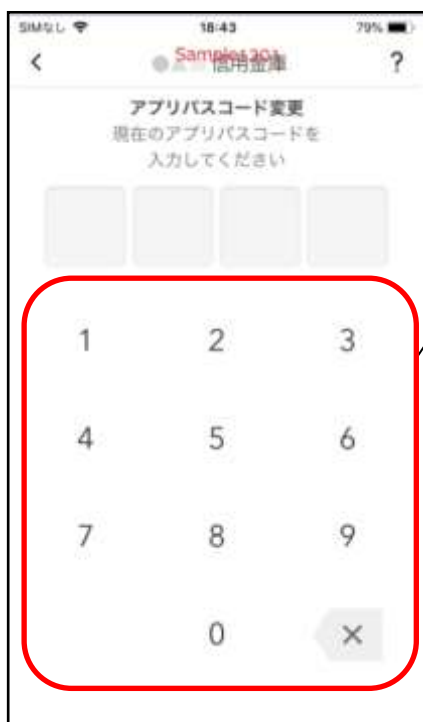 SIMなし 18:43 79%
Sample1301
信用金庫
?
アプリパスコード変更
現在のアプリパスコードを
入力してください
1 2 3
4 5 6
7 8 9
0